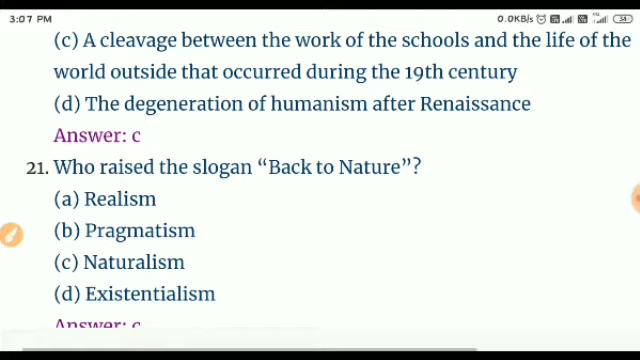 3:07 PM 0.0KB/s 34
(c) A cleavage between the work of the schools and the life of the
world outside that occurred during the 19th century
(d) The degeneration of humanism after Renaissance
Answer: c
21. Who raised the slogan “Back to Nature”?
(a) Realism
(b) Pragmatism
(c) Naturalism
(d) Existentialism
Answer: c